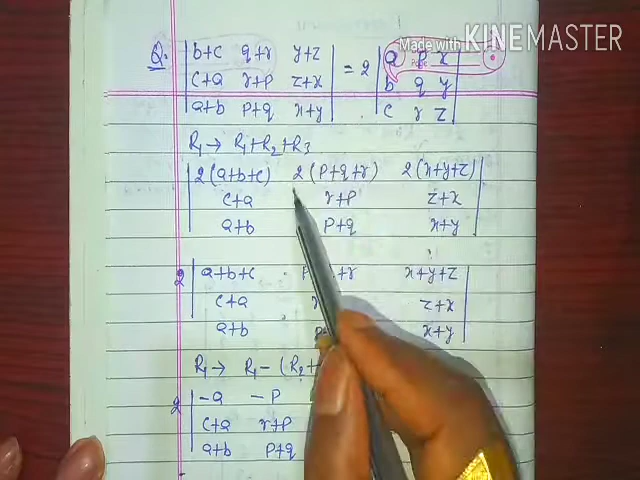 Made with KINEMASTER
Q. | b+c q+r y+z |
| c+a r+p z+x | = 2 | a p x |
| a+b p+q x+y | | b q y |
| c r z |
R₁ → R₁+R₂+R₃
| 2(a+b+c) 2(p+q+r) 2(x+y+z) |
| c+a r+p z+x |
| a+b p+q x+y |
2 | a+b+c +r x+y+z |
| c+a z+x |
| a+b x+y |
R₁ → R₁ - (R₂+
2 | -a -p
| c+a r+p
| a+b p+q